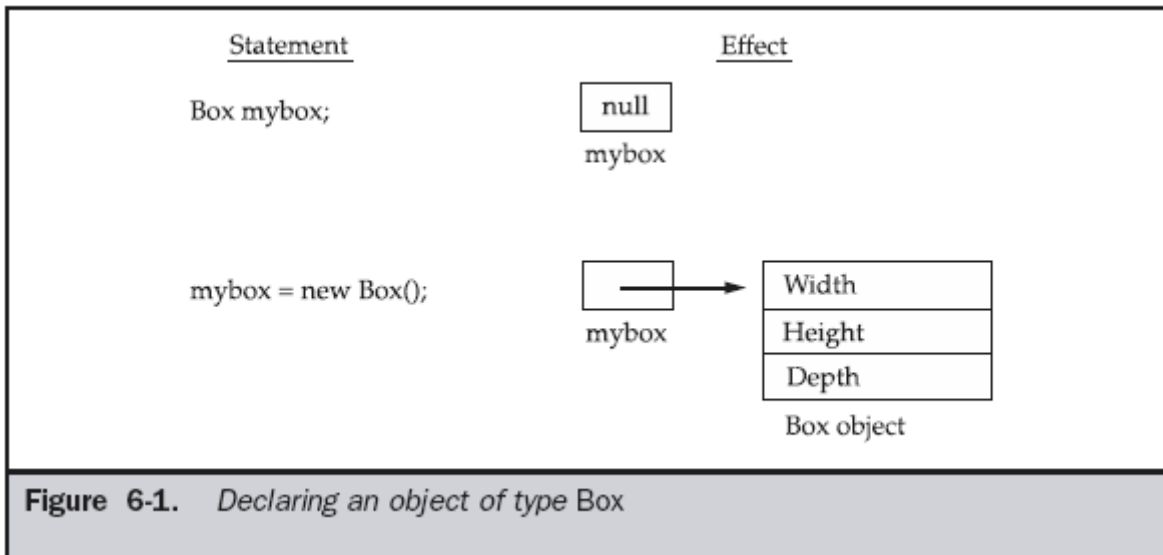 Statement Effect
Box mybox; null
mybox
mybox = new Box(); Width
mybox Height
Depth
Box object
Figure 6-1. Declaring an object of type Box